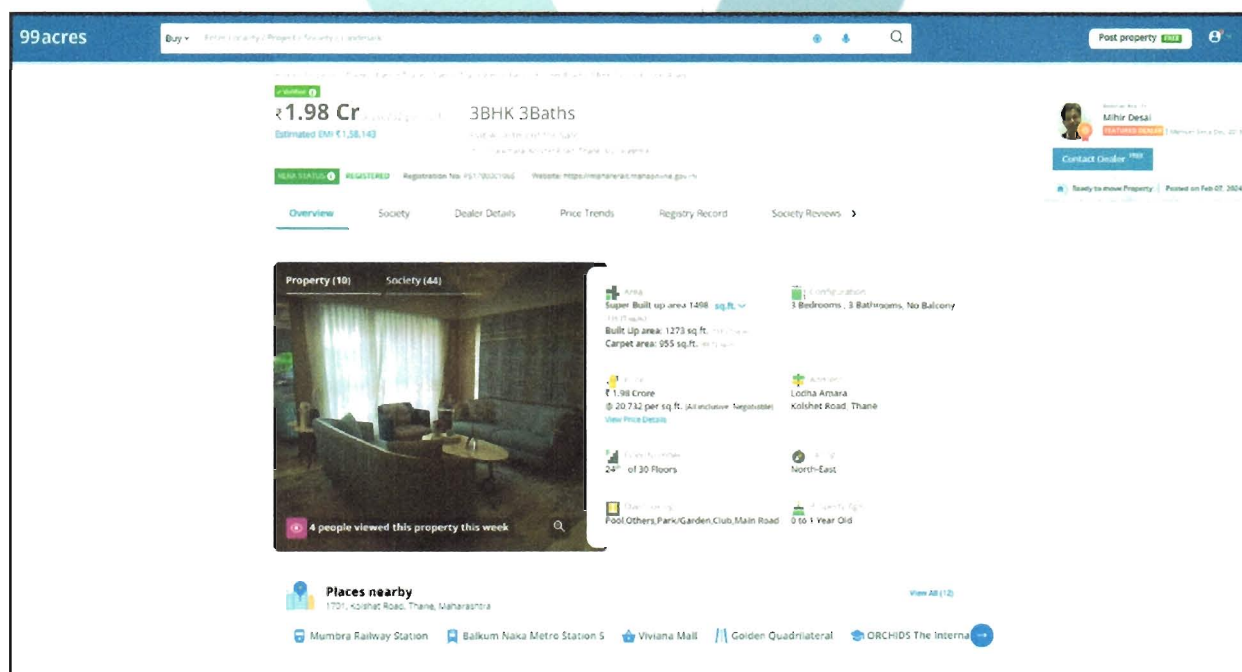 99acres
Buy
Post property FREE
Verified
₹1.98 Cr
3BHK 3Baths
Estimated EMI ₹1,58,143
Mihir Desai
FEATURED DEALER
Contact Dealer FREE
RERA STATUS REGISTERED Registration No:
Ready to move Property Posted on Feb 07, 2024
Overview Society Dealer Details Price Trends Registry Record Society Reviews
Property (10) Society (44)
Area
Configuration
Super Built up area 1498 sq.ft.
3 Bedrooms, 3 Bathrooms, No Balcony
Built Up area: 1273 sq.ft.
Carpet area: 955 sq.ft.
₹ 1.98 Crore
Lodha Amara
@ 20,732 per sq.ft. (All inclusive, Negotiable)
Kolshet Road, Thane
View Price Details
Floor Number
24th of 30 Floors
North-East
Pool,Others,Park/Garden,Club,Main Road
0 to 1 Year Old
4 people viewed this property this week
Places nearby
1701, Kolshet Road, Thane, Maharashtra
View All (12)
Mumbra Railway Station Balkum Naka Metro Station 5 Viviana Mall Golden Quadrilateral ORCHIDS The Interna